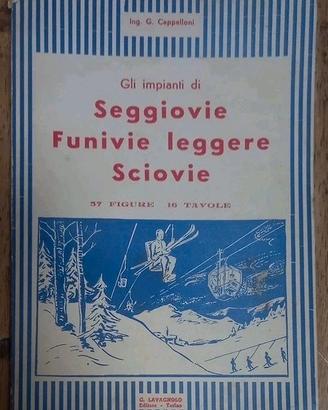 Ing. G. Cappelloni
Gli impianti di
Seggiovie
Funivie leggere
Sciovie
57 FIGURE 16 TAVOLE
G. LAVAGNOLO
Editore - Torino